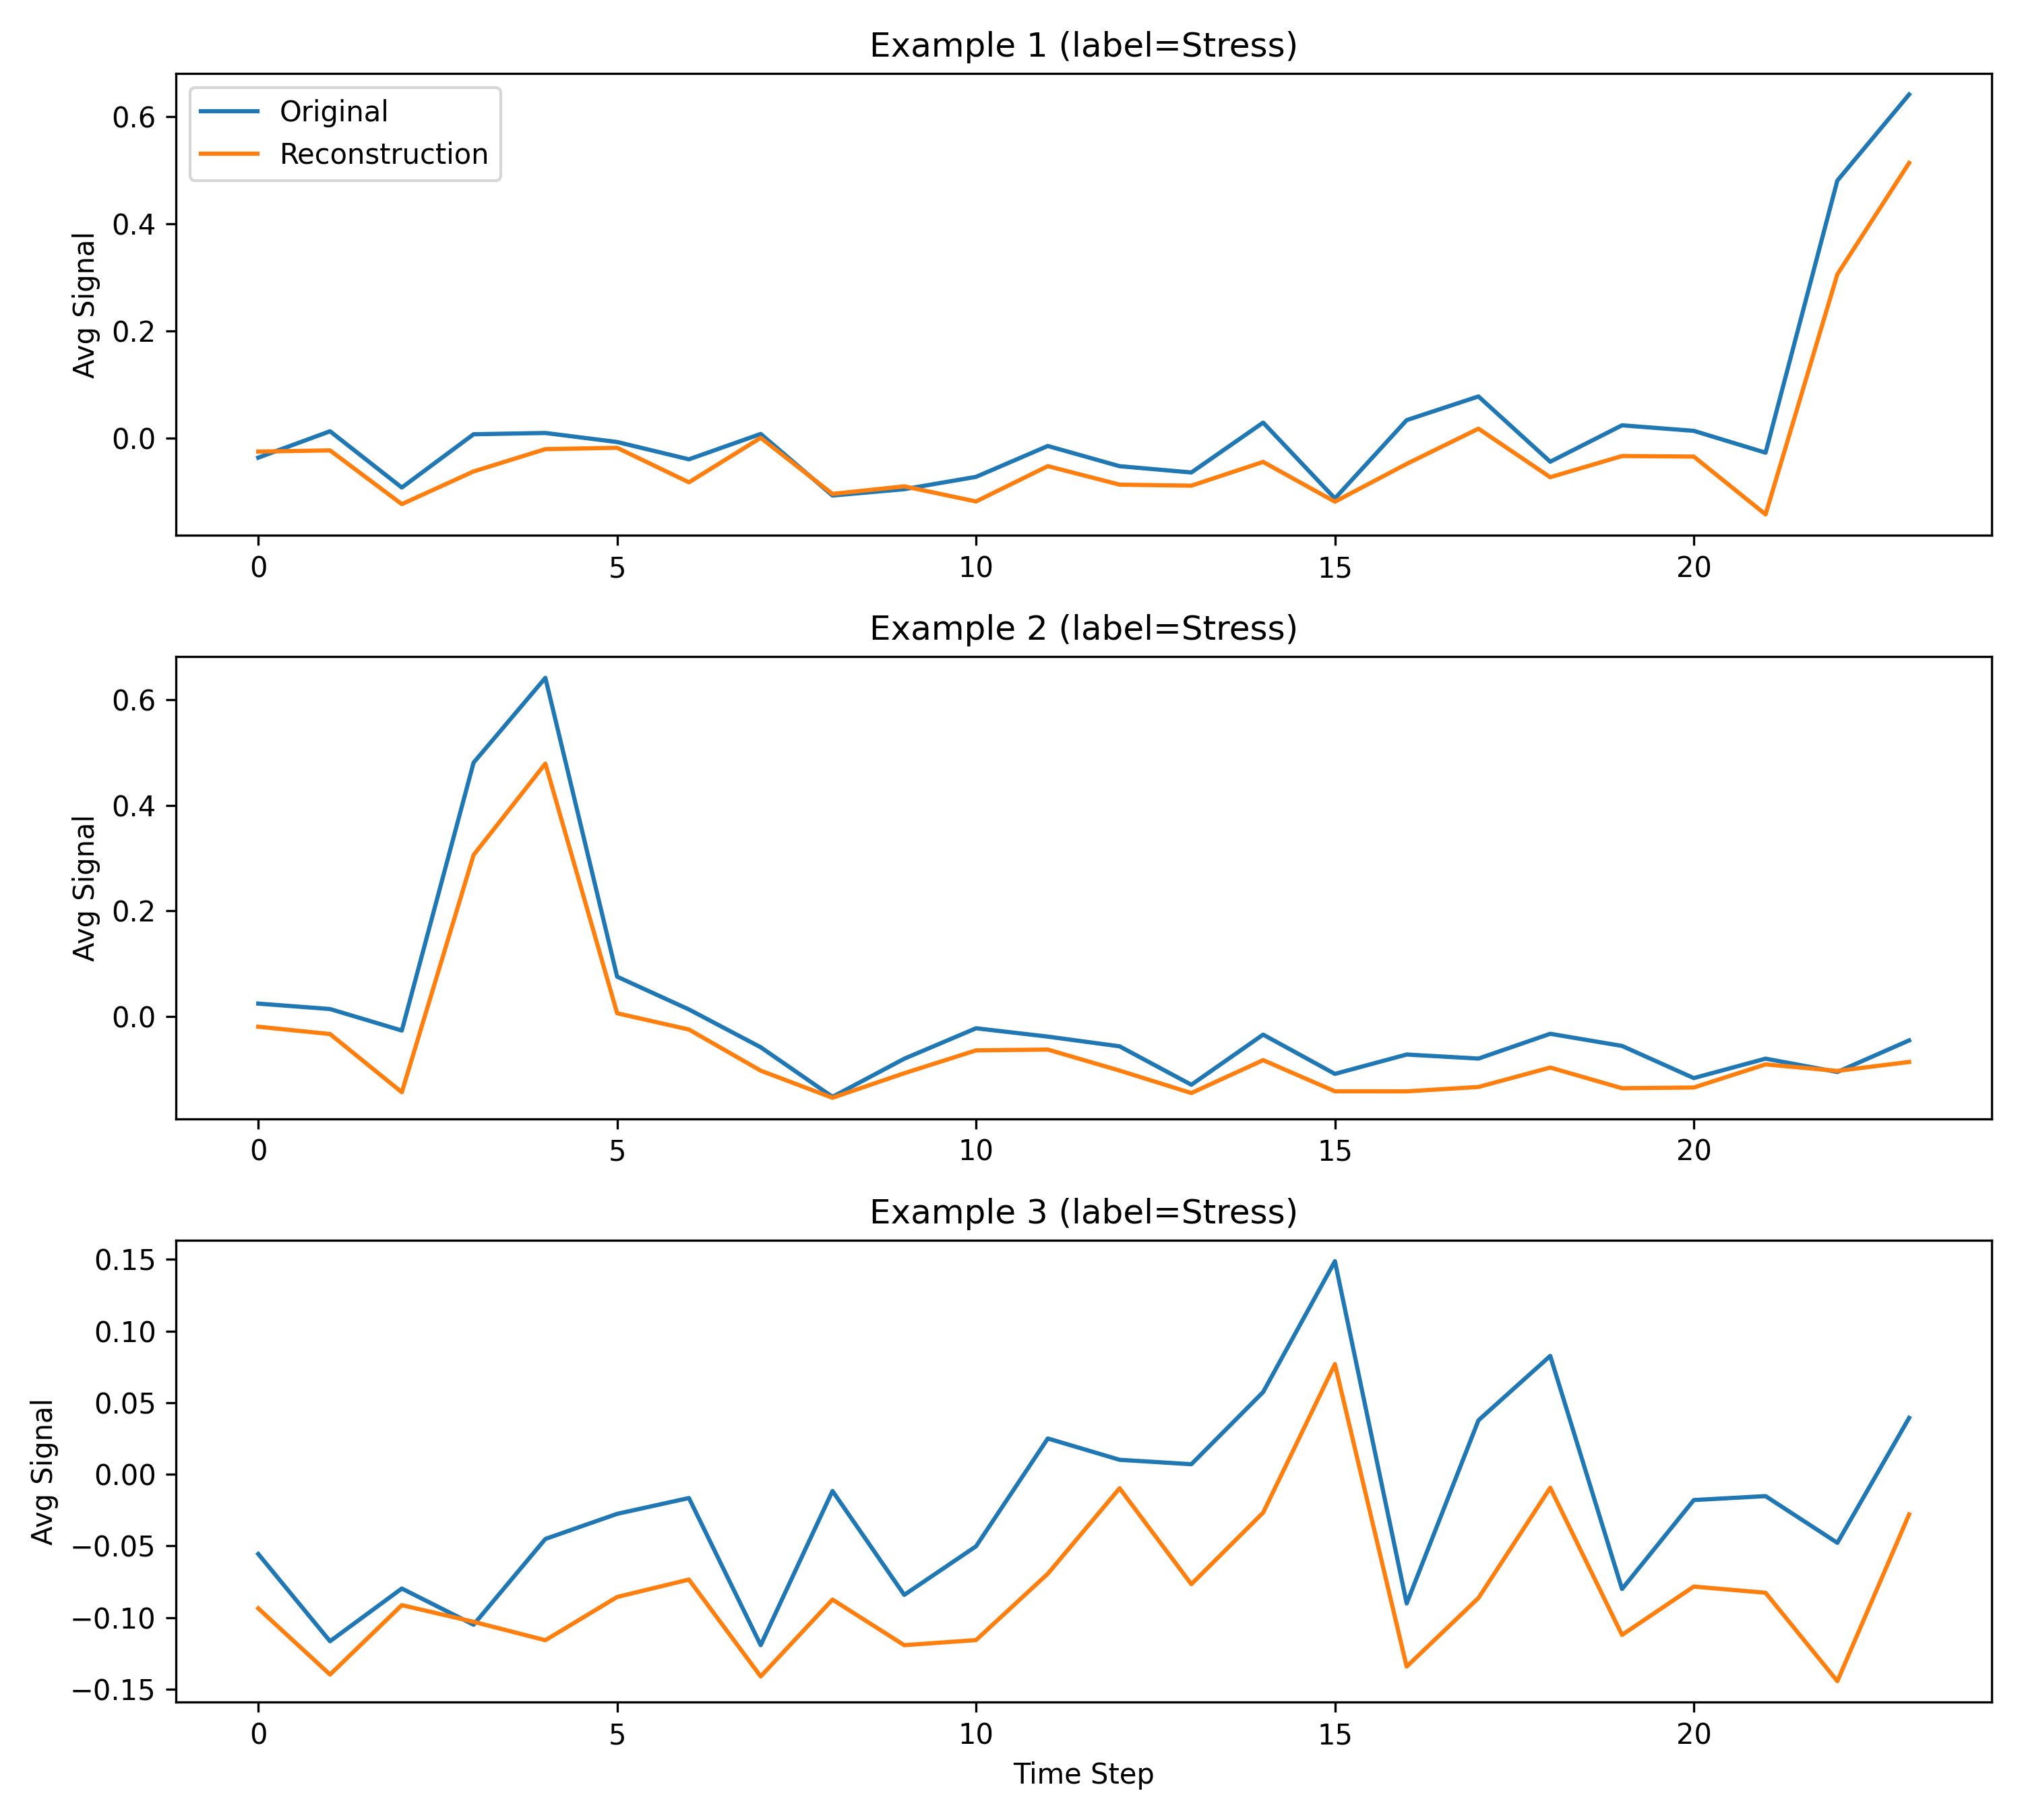 Example 1 (label=Stress)
Original
Reconstruction
Avg Signal
0.6
0.4
0.2
0.0
0 5 10 15 20
Example 2 (label=Stress)
Avg Signal
0.6
0.4
0.2
0.0
0 5 10 15 20
Example 3 (label=Stress)
Avg Signal
0.15
0.10
0.05
0.00
−0.05
−0.10
−0.15
0 5 10 15 20
Time Step